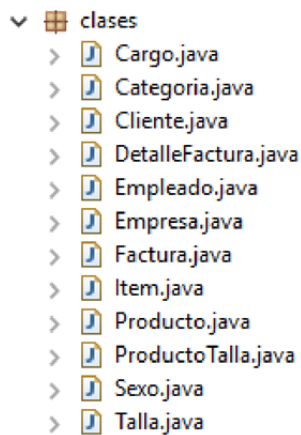 clases
Cargo.java
Categoria.java
Cliente.java
DetalleFactura.java
Empleado.java
Empresa.java
Factura.java
Item.java
Producto.java
ProductoTalla.java
Sexo.java
Talla.java